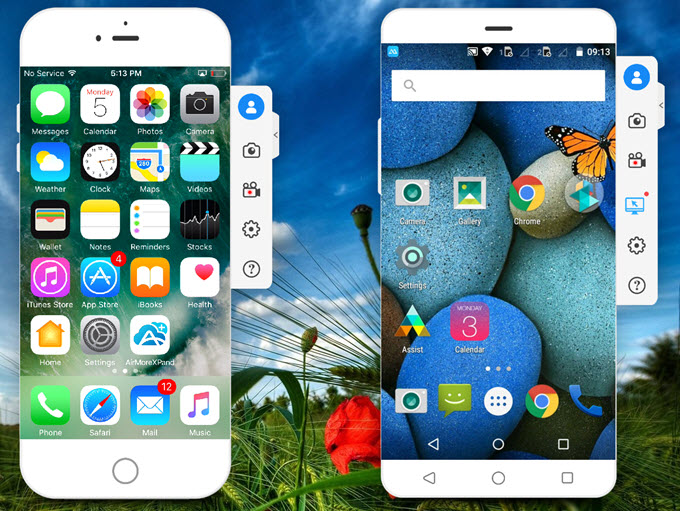 No Service 5:13 PM
Monday
5
Messages Calendar Photos Camera
280
Weather Clock Maps Videos
Wallet Notes Reminders Stocks
4
iTunes Store App Store iBooks Health
Home Settings AirMoreXPand
12
Phone Safari Mail Music
1 2 09:13
Camera Gallery Chrome
Settings
MONDAY
3
Assist Calendar